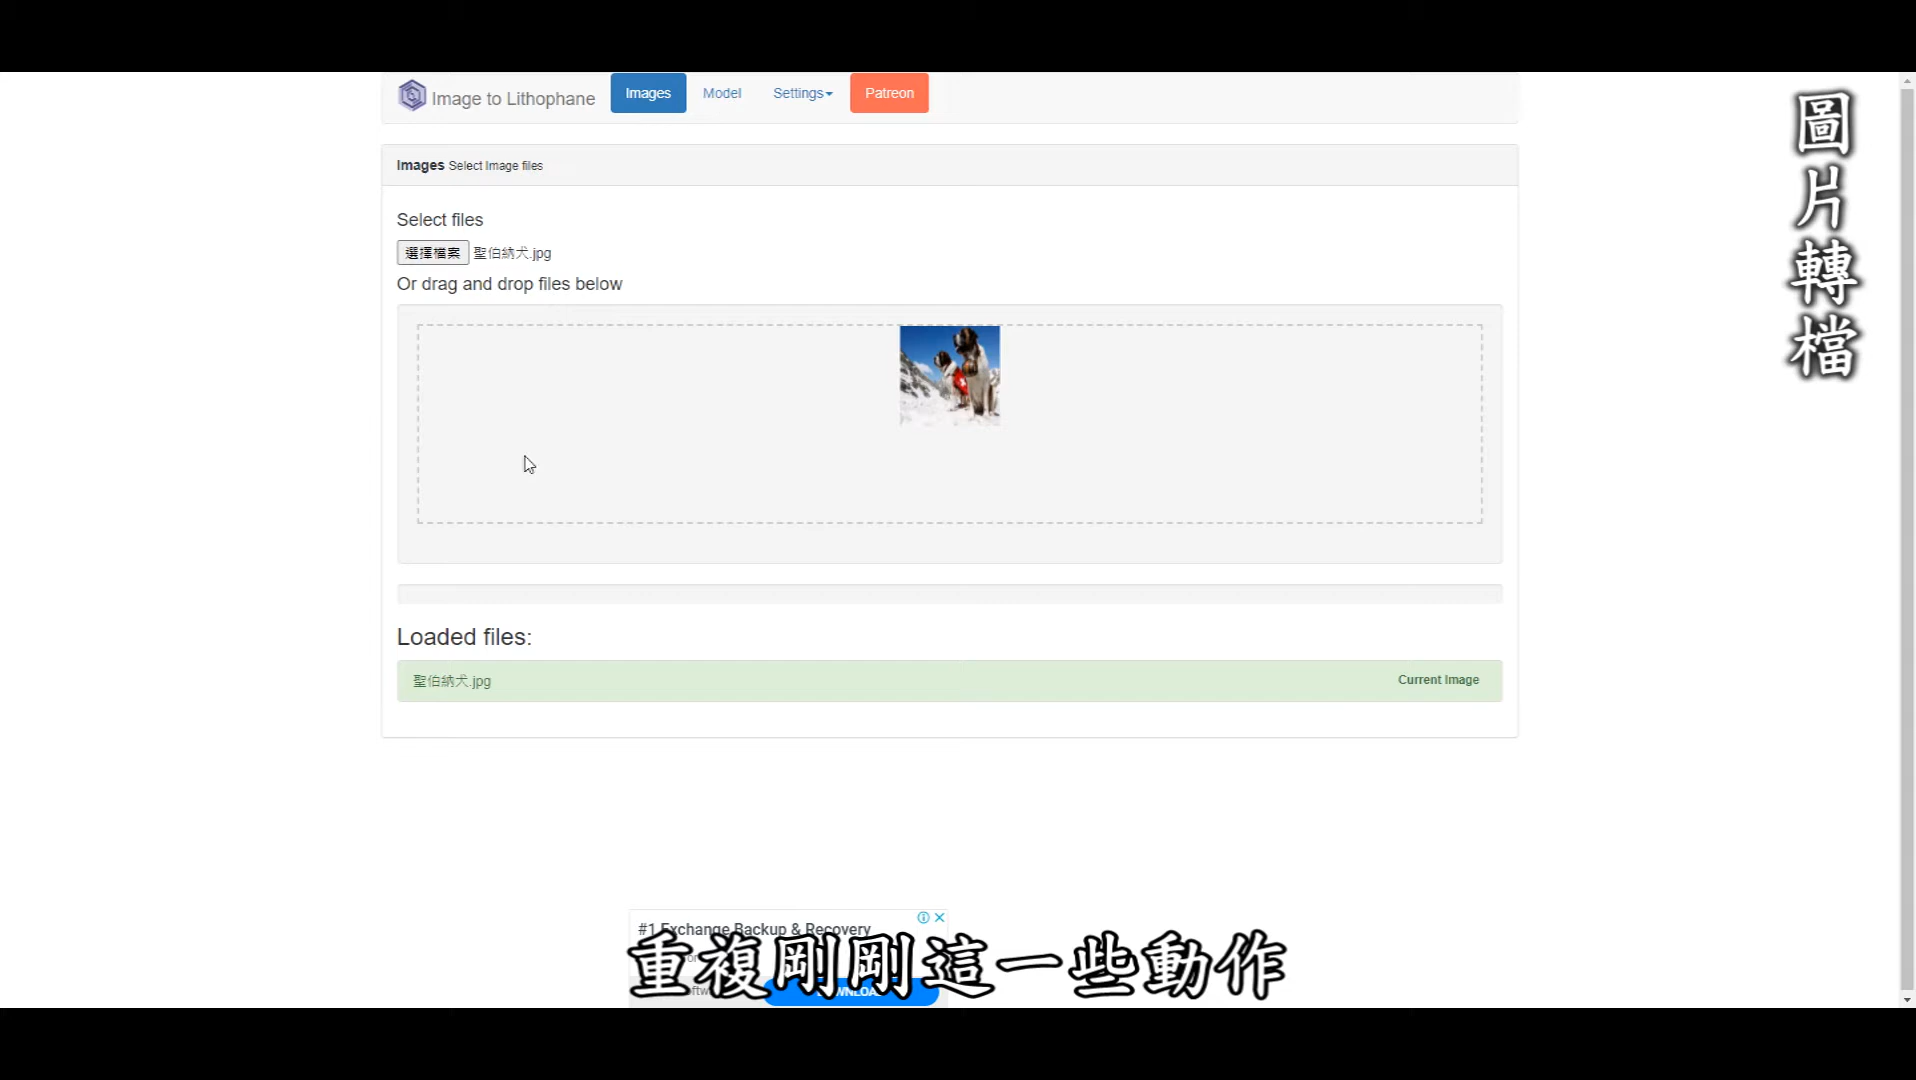 Image to Lithophane
Images
Model
Settings
Patreon
Images Select Image files
Select files
選擇檔案 聖伯納犬.jpg
Or drag and drop files below
Loaded files:
聖伯納犬.jpg
Current Image
#1 Exchange Backup & Recovery
重複剛剛這一些動作
圖片轉檔